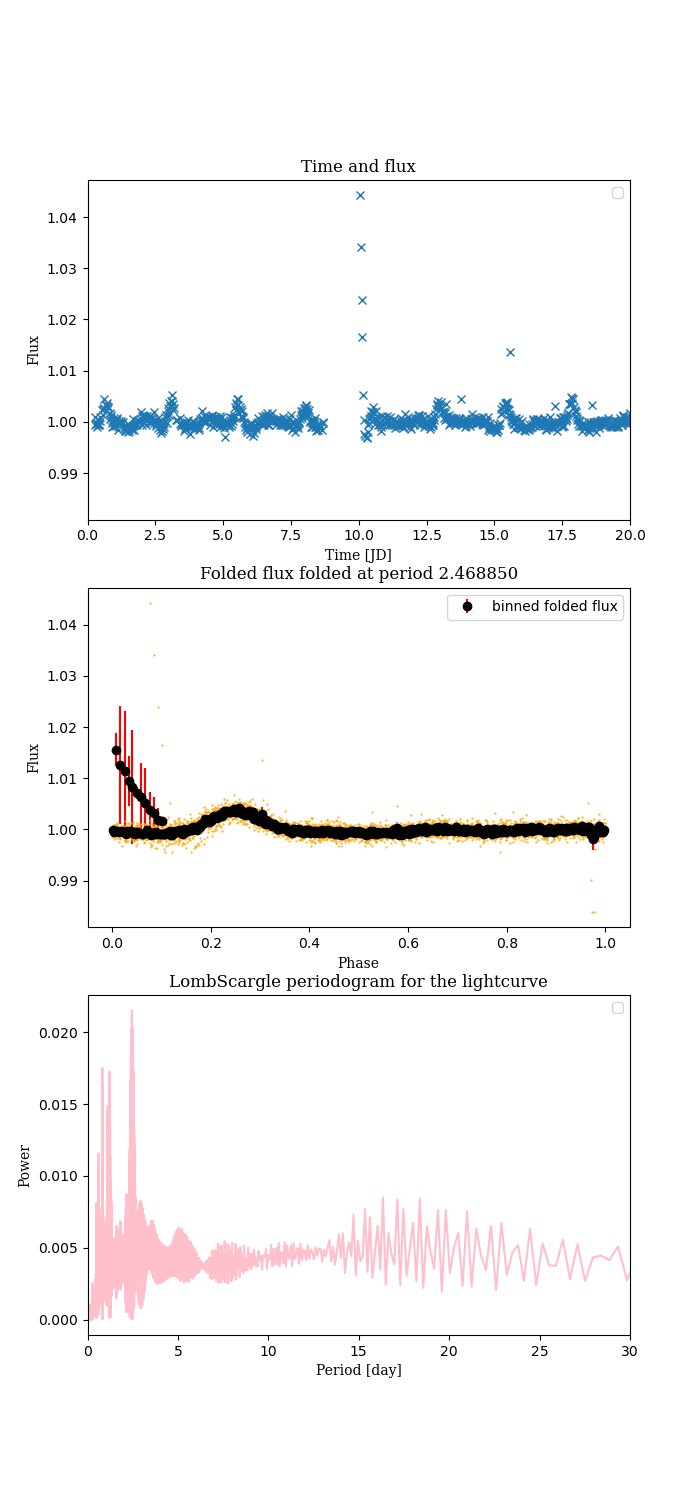 Time and flux
1.04
1.03
1.02
1.01
1.00
0.99
Flux
0.0 2.5 5.0 7.5 10.0 12.5 15.0 17.5 20.0
Time [JD]
Folded flux folded at period 2.468850
binned folded flux
1.04
1.03
1.02
1.01
1.00
0.99
Flux
0.0 0.2 0.4 0.6 0.8 1.0
Phase
LombScargle periodogram for the lightcurve
0.020
0.015
0.010
0.005
0.000
Power
0 5 10 15 20 25 30
Period [day]